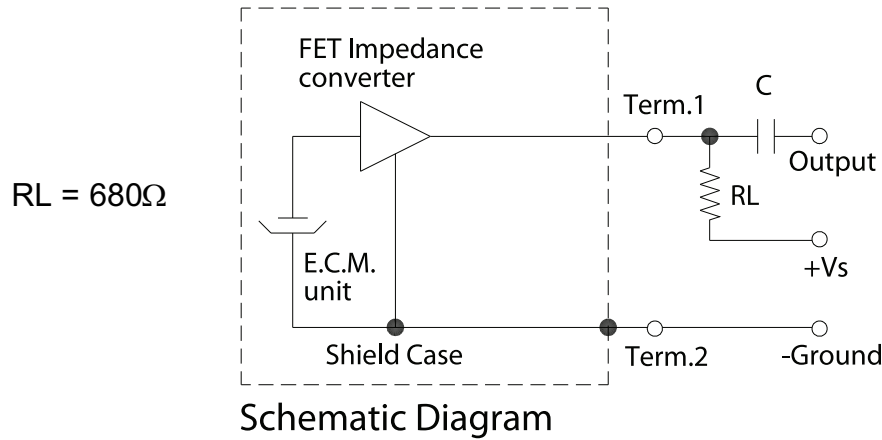 FET Impedance
converter
Term.1
C
Output
RL = 680Ω
RL
+Vs
E.C.M.
unit
Shield Case
Term.2
-Ground
Schematic Diagram